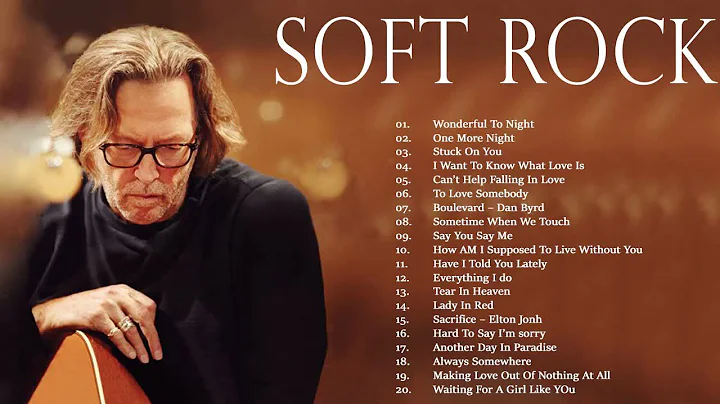 SOFT ROCK
01. Wonderful To Night
02. One More Night
03. Stuck On You
04. I Want To Know What Love Is
05. Can't Help Falling In Love
06. To Love Somebody
07. Boulevard – Dan Byrd
08. Sometime When We Touch
09. Say You Say Me
10. How AM I Supposed To Live Without You
11. Have I Told You Lately
12. Everything I do
13. Tear In Heaven
14. Lady In Red
15. Sacrifice – Elton Jonh
16. Hard To Say I'm sorry
17. Another Day In Paradise
18. Always Somewhere
19. Making Love Out Of Nothing At All
20. Waiting For A Girl Like YOu